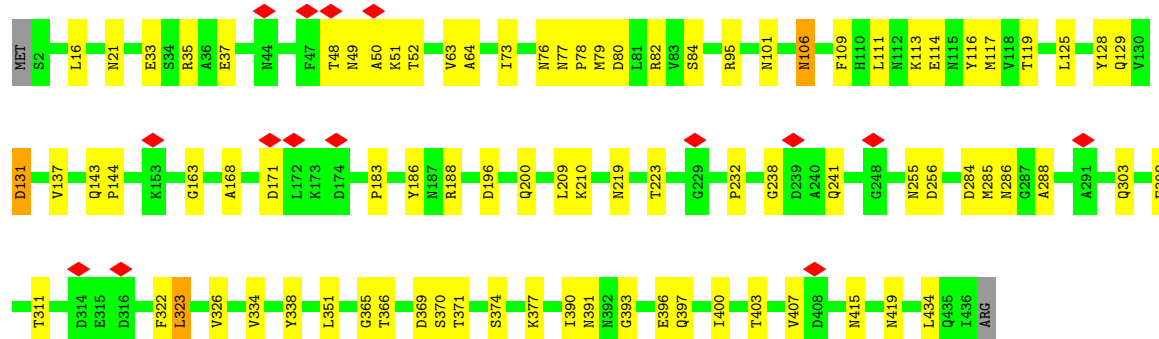 MET S2 L16 N21 E33 S34 R35 A36 E37 N44 F47 T48 N49 A50 K51 T52 V63 A64 I73 N76 N77 P78 M79 D80 L81 R82 V83 S84 R95 N101 N106 F109 H110 L111 N112 K113 E114 N115 Y116 M117 V118 T119 L125 Y128 Q129 V130
D131 V137 Q143 P144 K153 G163 A168 D171 L172 K173 D174 P183 Y186 N187 R188 D196 Q200 L209 K210 N219 T223 G229 P232 G238 D239 A240 Q241 G248 N255 D256 D284 M285 N286 G287 A288 A291 Q303
T311 D314 E315 D316 F322 L323 V326 V334 Y338 L351 G365 T366 D369 S370 T371 S374 K377 I390 N391 N392 G393 E396 Q397 I400 T403 V407 D408 N415 N419 L434 Q435 I436 ARG